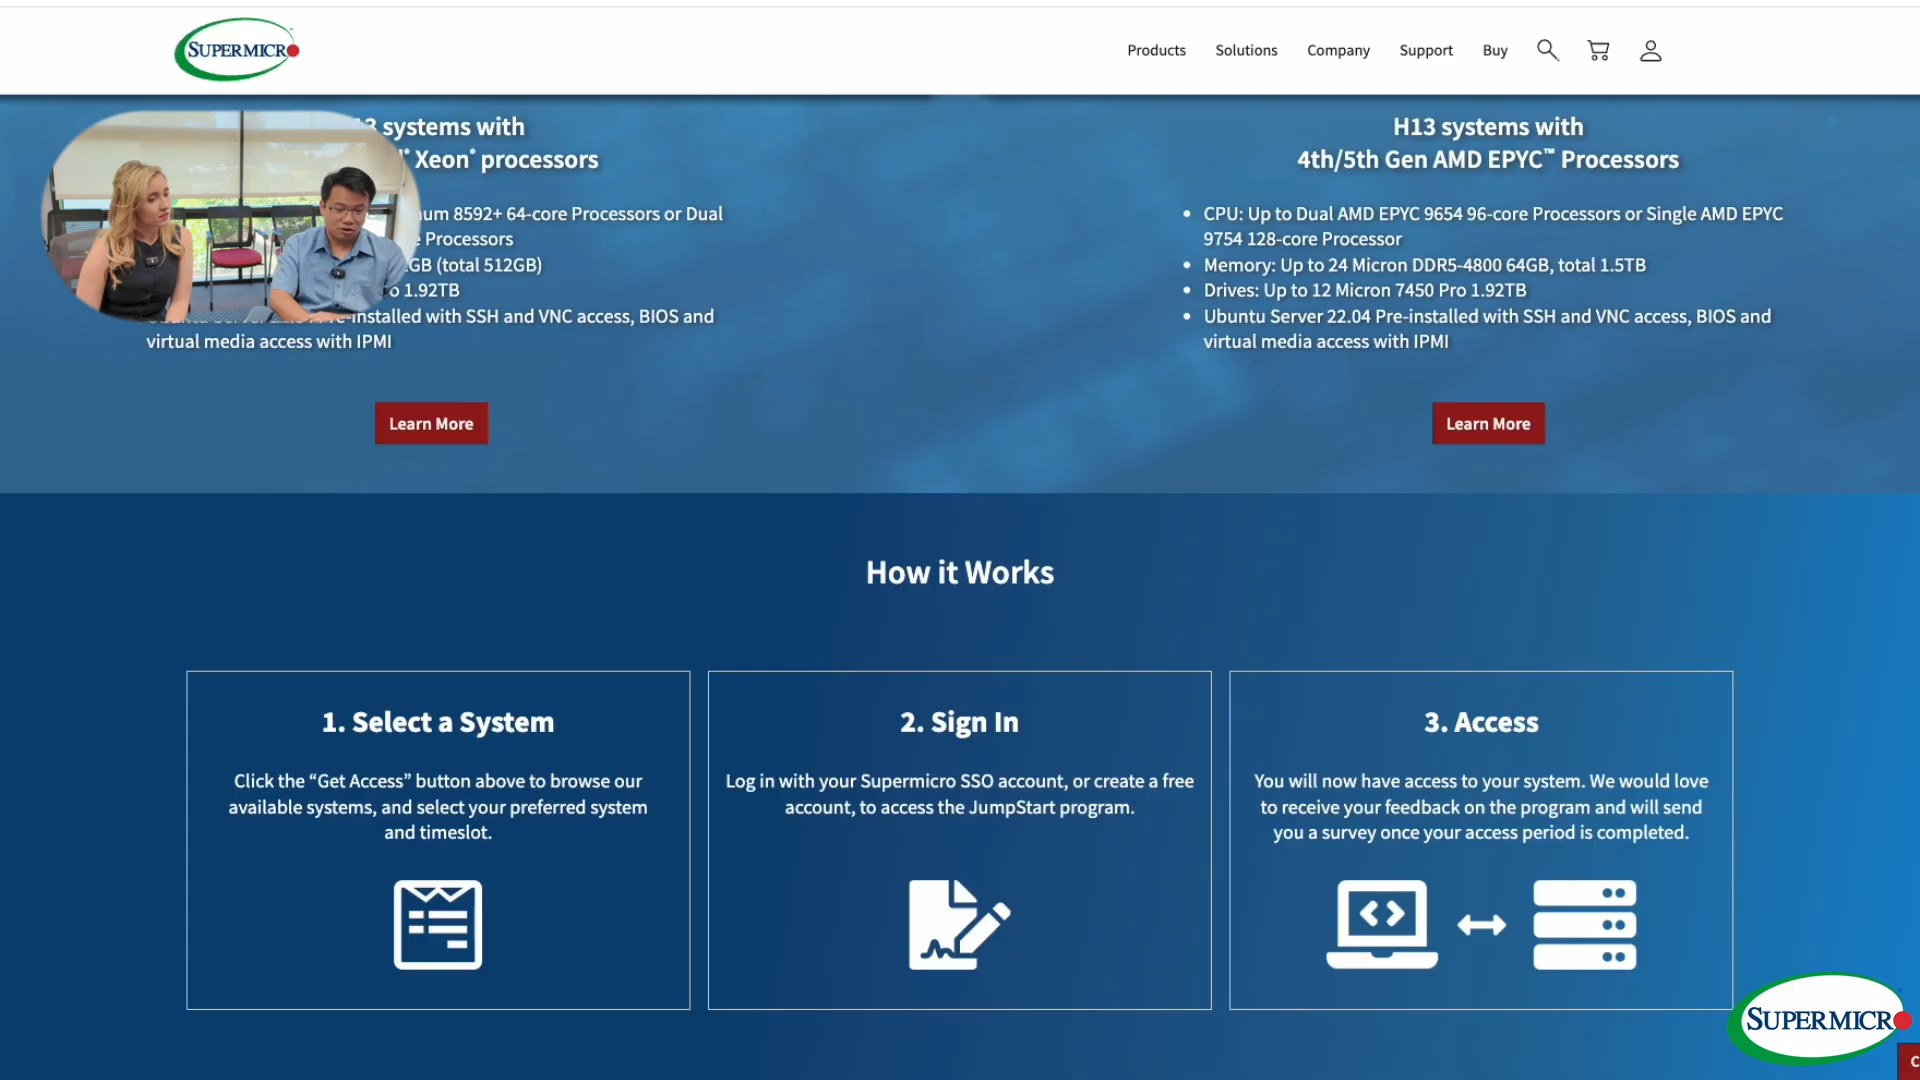 SUPERMICR
Products
Solutions
Company
Support
Buy
systems with
Xeon® processors
8592+ 64-core Processors or Dual
Processors
(total 512GB)
1.92TB
with SSH and VNC access, BIOS and
virtual media access with IPMI
Learn More
H13 systems with
4th/5th Gen AMD EPYC™ Processors
• CPU: Up to Dual AMD EPYC 9654 96-core Processors or Single AMD EPYC
9754 128-core Processor
• Memory: Up to 24 Micron DDR5-4800 64GB, total 1.5TB
• Drives: Up to 12 Micron 7450 Pro 1.92TB
• Ubuntu Server 22.04 Pre-installed with SSH and VNC access, BIOS and
virtual media access with IPMI
Learn More
How it Works
1. Select a System
Click the “Get Access” button above to browse our
available systems, and select your preferred system
and timeslot.
2. Sign In
Log in with your Supermicro SSO account, or create a free
account, to access the JumpStart program.
3. Access
You will now have access to your system. We would love
to receive your feedback on the program and will send
you a survey once your access period is completed.
SUPERMICR